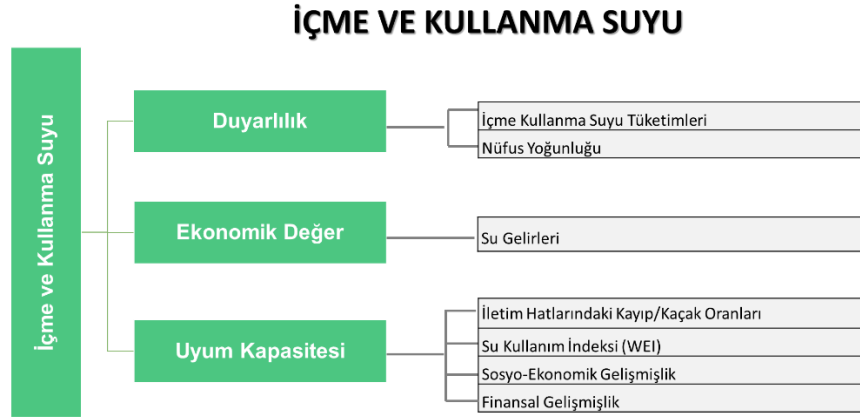 İÇME VE KULLANMA SUYU
İçme ve Kullanma Suyu
Duyarlılık
İçme Kullanma Suyu Tüketimleri
Nüfus Yoğunluğu
Ekonomik Değer
Su Gelirleri
Uyum Kapasitesi
İletim Hatlarındaki Kayıp/Kaçak Oranları
Su Kullanım İndeksi (WEI)
Sosyo-Ekonomik Gelişmişlik
Finansal Gelişmişlik